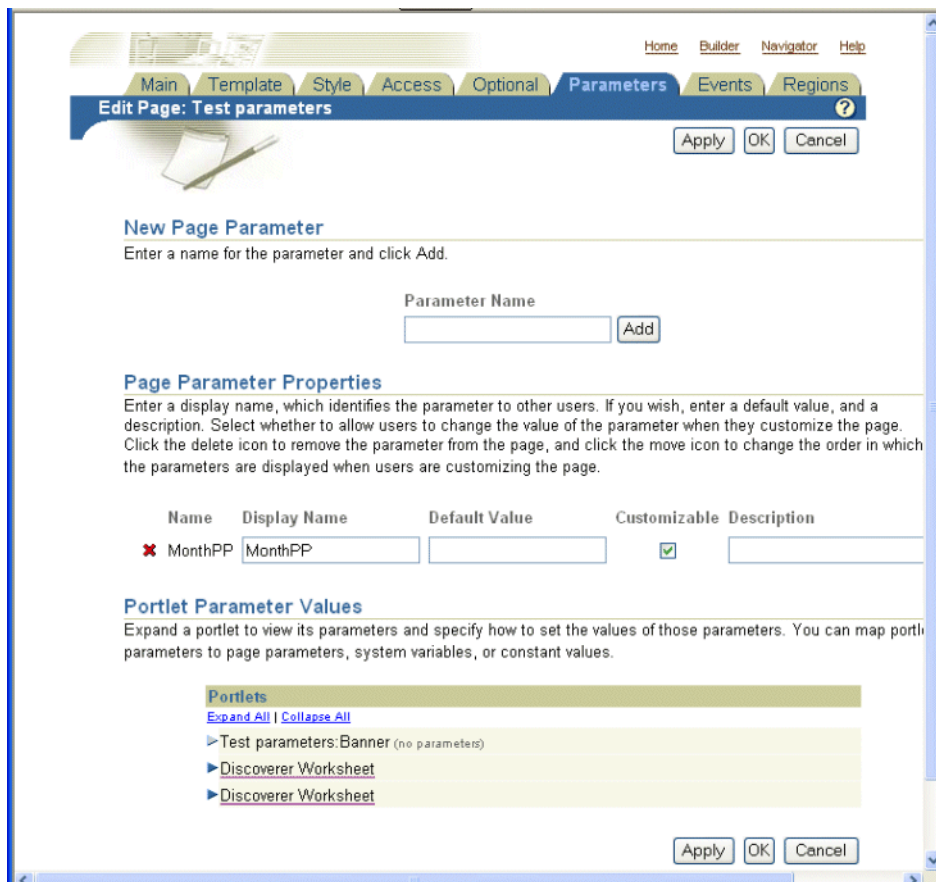 Home Builder Navigator Help
Main Template Style Access Optional Parameters Events Regions
Edit Page: Test parameters ?
Apply OK Cancel
New Page Parameter
Enter a name for the parameter and click Add.
Parameter Name
Add
Page Parameter Properties
Enter a display name, which identifies the parameter to other users. If you wish, enter a default value, and a
description. Select whether to allow users to change the value of the parameter when they customize the page.
Click the delete icon to remove the parameter from the page, and click the move icon to change the order in which
the parameters are displayed when users are customizing the page.
Name Display Name Default Value Customizable Description
MonthPP MonthPP
Portlet Parameter Values
Expand a portlet to view its parameters and specify how to set the values of those parameters. You can map portl
parameters to page parameters, system variables, or constant values.
Portlets
Expand All | Collapse All
Test parameters:Banner (no parameters)
Discoverer Worksheet
Discoverer Worksheet
Apply OK Cancel